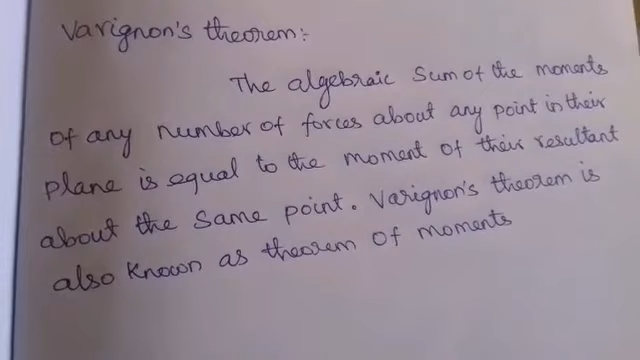 Varignon's theorem:-
The algebraic sum of the moments
of any number of forces about any point in their
plane is equal to the moment of their resultant
about the same point. Varignon's theorem is
also known as theorem of moments